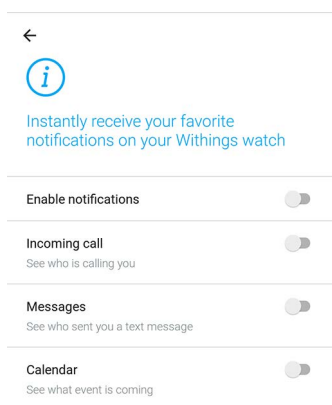 i
Instantly receive your favorite
notifications on your Withings watch
Enable notifications
Incoming call
See who is calling you
Messages
See who sent you a text message
Calendar
See what event is coming